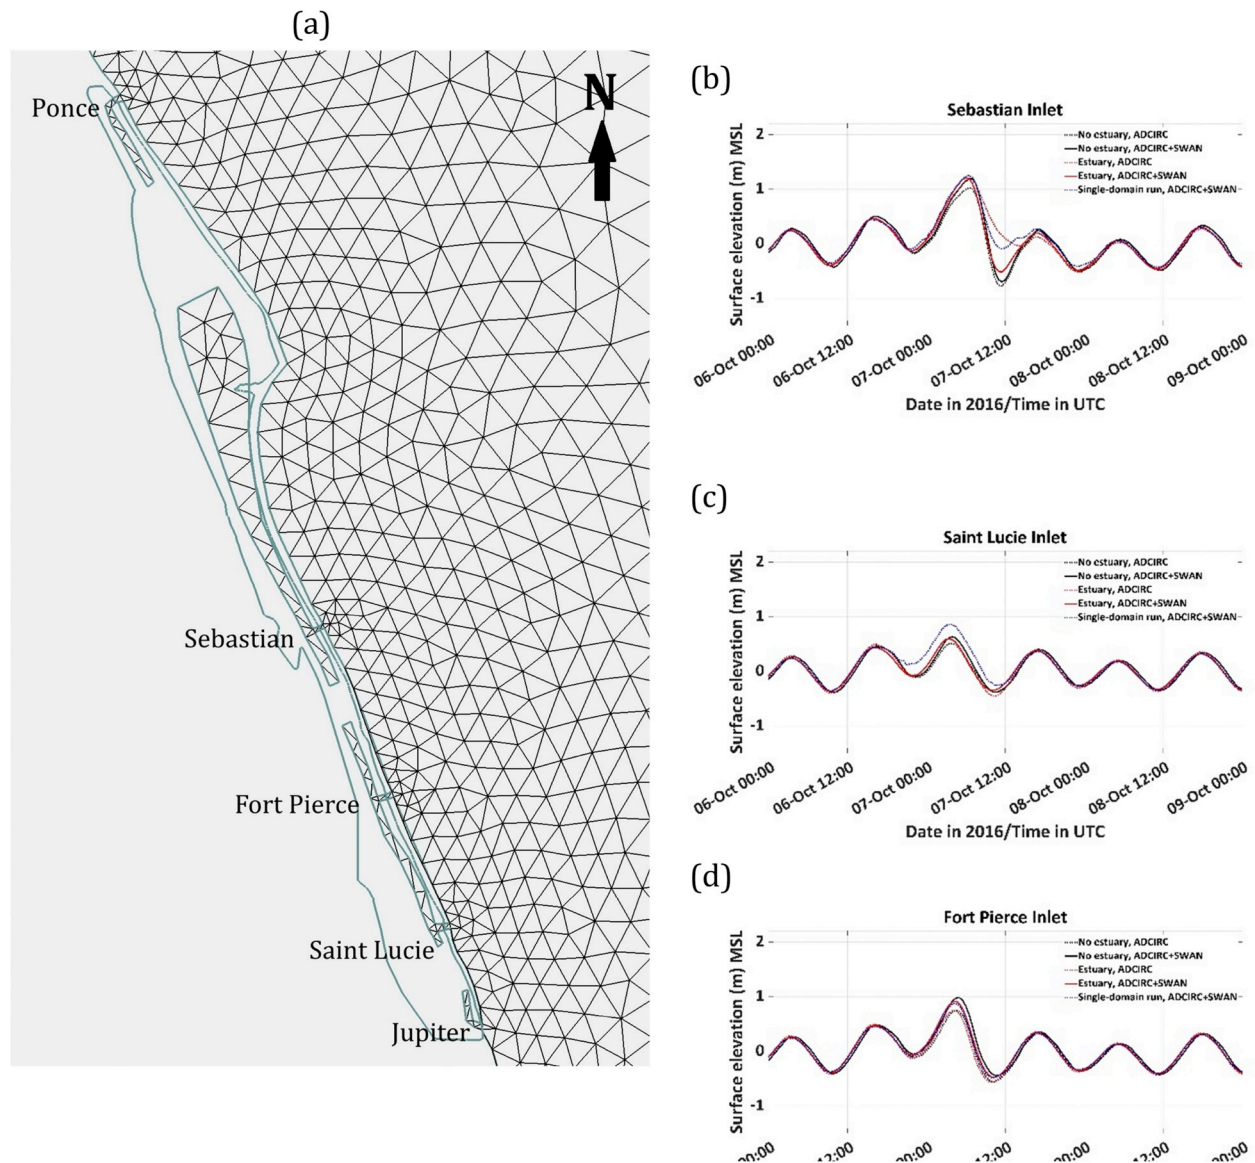 (a)
N
Ponce
Sebastian
Fort Pierce
Saint Lucie
Jupiter
(b)
Sebastian Inlet
Surface elevation (m) MSL
2
1
0
-1
No estuary, ADCIRC
No estuary, ADCIRC+SWAN
Estuary, ADCIRC
Estuary, ADCIRC+SWAN
Single-domain run, ADCIRC+SWAN
06-Oct 00:00
06-Oct 12:00
07-Oct 00:00
07-Oct 12:00
08-Oct 00:00
08-Oct 12:00
09-Oct 00:00
Date in 2016/Time in UTC
(c)
Saint Lucie Inlet
Surface elevation (m) MSL
2
1
0
-1
No estuary, ADCIRC
No estuary, ADCIRC+SWAN
Estuary, ADCIRC
Estuary, ADCIRC+SWAN
Single-domain run, ADCIRC+SWAN
06-Oct 00:00
06-Oct 12:00
07-Oct 00:00
07-Oct 12:00
08-Oct 00:00
08-Oct 12:00
09-Oct 00:00
Date in 2016/Time in UTC
(d)
Fort Pierce Inlet
Surface elevation (m) MSL
2
1
0
-1
No estuary, ADCIRC
No estuary, ADCIRC+SWAN
Estuary, ADCIRC
Estuary, ADCIRC+SWAN
Single-domain run, ADCIRC+SWAN